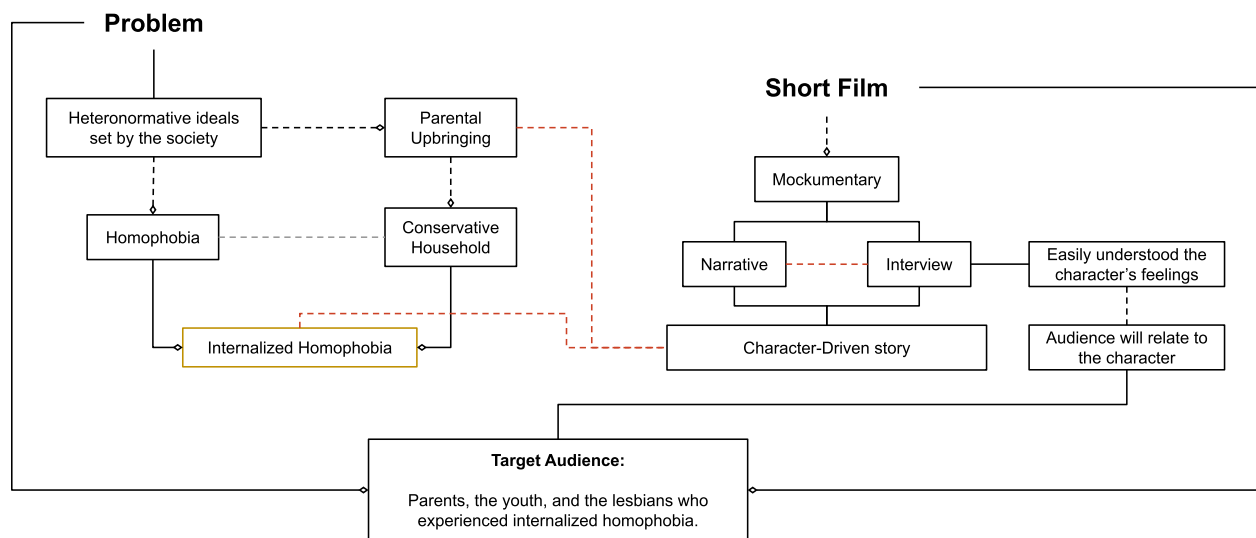 Problem
Heteronormative ideals
set by the society
Parental
Upbringing
Homophobia
Conservative
Household
Internalized Homophobia
Short Film
Mockumentary
Narrative
Interview
Easily understood the
character’s feelings
Character-Driven story
Audience will relate to
the character
Target Audience:
Parents, the youth, and the lesbians who
experienced internalized homophobia.